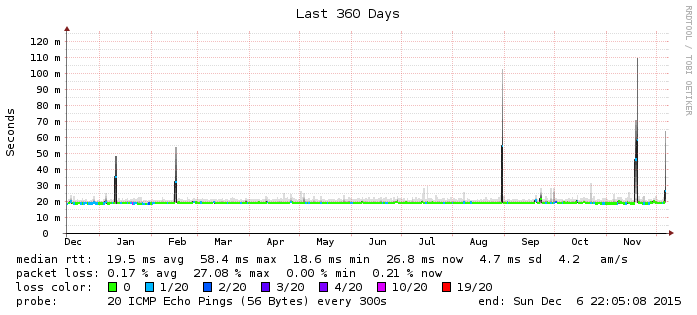 Last 360 Days
RRDTOOL / TOBI OETIKER
Seconds
120 m
110 m
100 m
90 m
80 m
70 m
60 m
50 m
40 m
30 m
20 m
10 m
0
Dec Jan Feb Mar Apr May Jun Jul Aug Sep Oct Nov
median rtt: 19.5 ms avg 58.4 ms max 18.6 ms min 26.8 ms now 4.7 ms sd 4.2 am/s
packet loss: 0.17 % avg 27.08 % max 0.00 % min 0.21 % now
loss color: 0 1/20 2/20 3/20 4/20 10/20 19/20
probe: 20 ICMP Echo Pings (56 Bytes) every 300s end: Sun Dec 6 22:05:08 2015